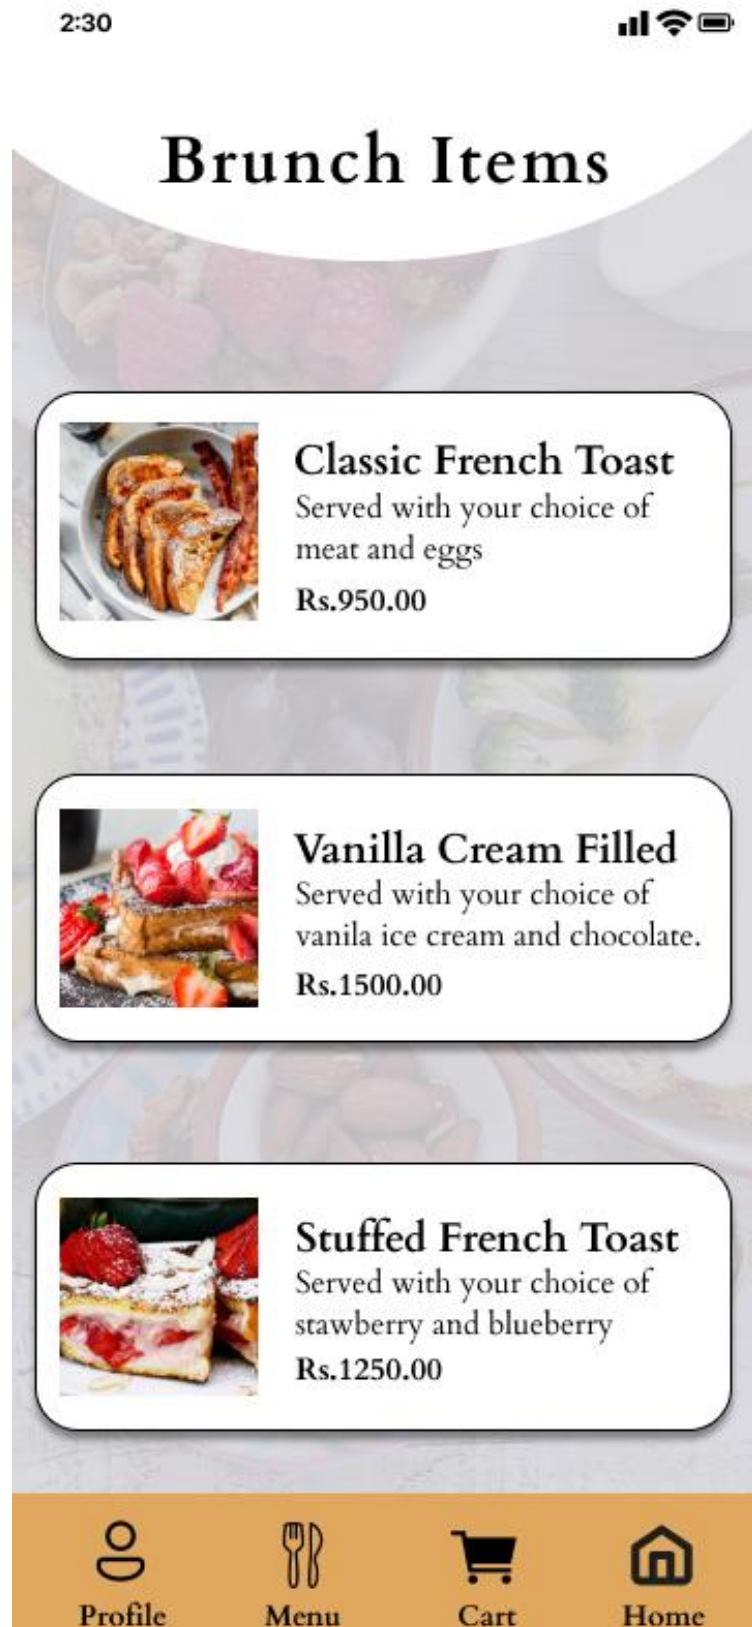 2:30
Brunch Items
Classic French Toast
Served with your choice of
meat and eggs
Rs.950.00
Vanilla Cream Filled
Served with your choice of
vanila ice cream and chocolate.
Rs.1500.00
Stuffed French Toast
Served with your choice of
stawberry and blueberry
Rs.1250.00
Profile Menu Cart Home